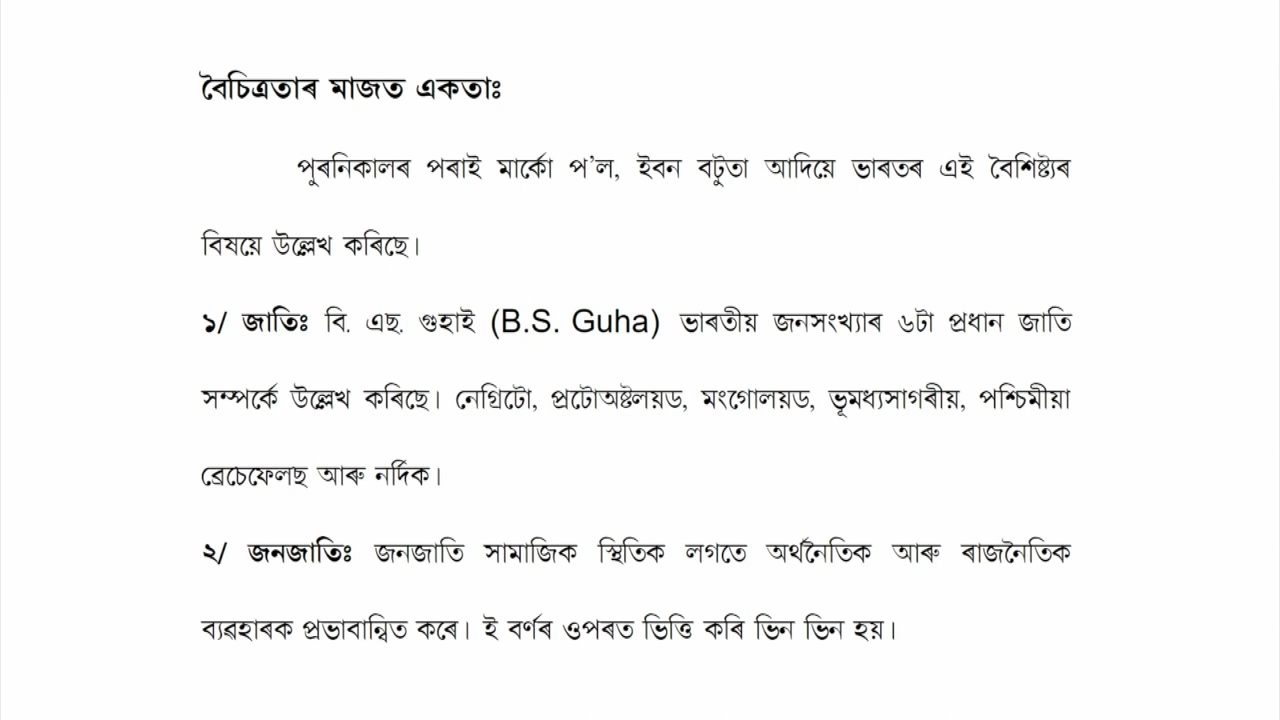 বৈচিত্ৰতাৰ মাজত একতাঃ
পুৰনিকালৰ পৰাই মাৰ্কো প'ল, ইবন বটুতা আদিয়ে ভাৰতৰ এই বৈশিষ্ট্যৰ
বিষয়ে উল্লেখ কৰিছে।
১/ জাতিঃ বি. এছ. গুহাই (B.S. Guha) ভাৰতীয় জনসংখ্যাৰ ৬টা প্ৰধান জাতি
সম্পৰ্কে উল্লেখ কৰিছে। নেগ্ৰিটো, প্ৰটোঅষ্টলয়ড, মংগোলয়ড, ভূমধ্যসাগৰীয়, পশ্চিমীয়া
ব্ৰেচেফেলছ আৰু নৰ্দিক।
২/ জনজাতিঃ জনজাতি সামাজিক স্থিতিক লগতে অৰ্থনৈতিক আৰু ৰাজনৈতিক
ব্যৱহাৰক প্ৰভাবান্বিত কৰে। ই বৰ্ণৰ ওপৰত ভিত্তি কৰি ভিন ভিন হয়।